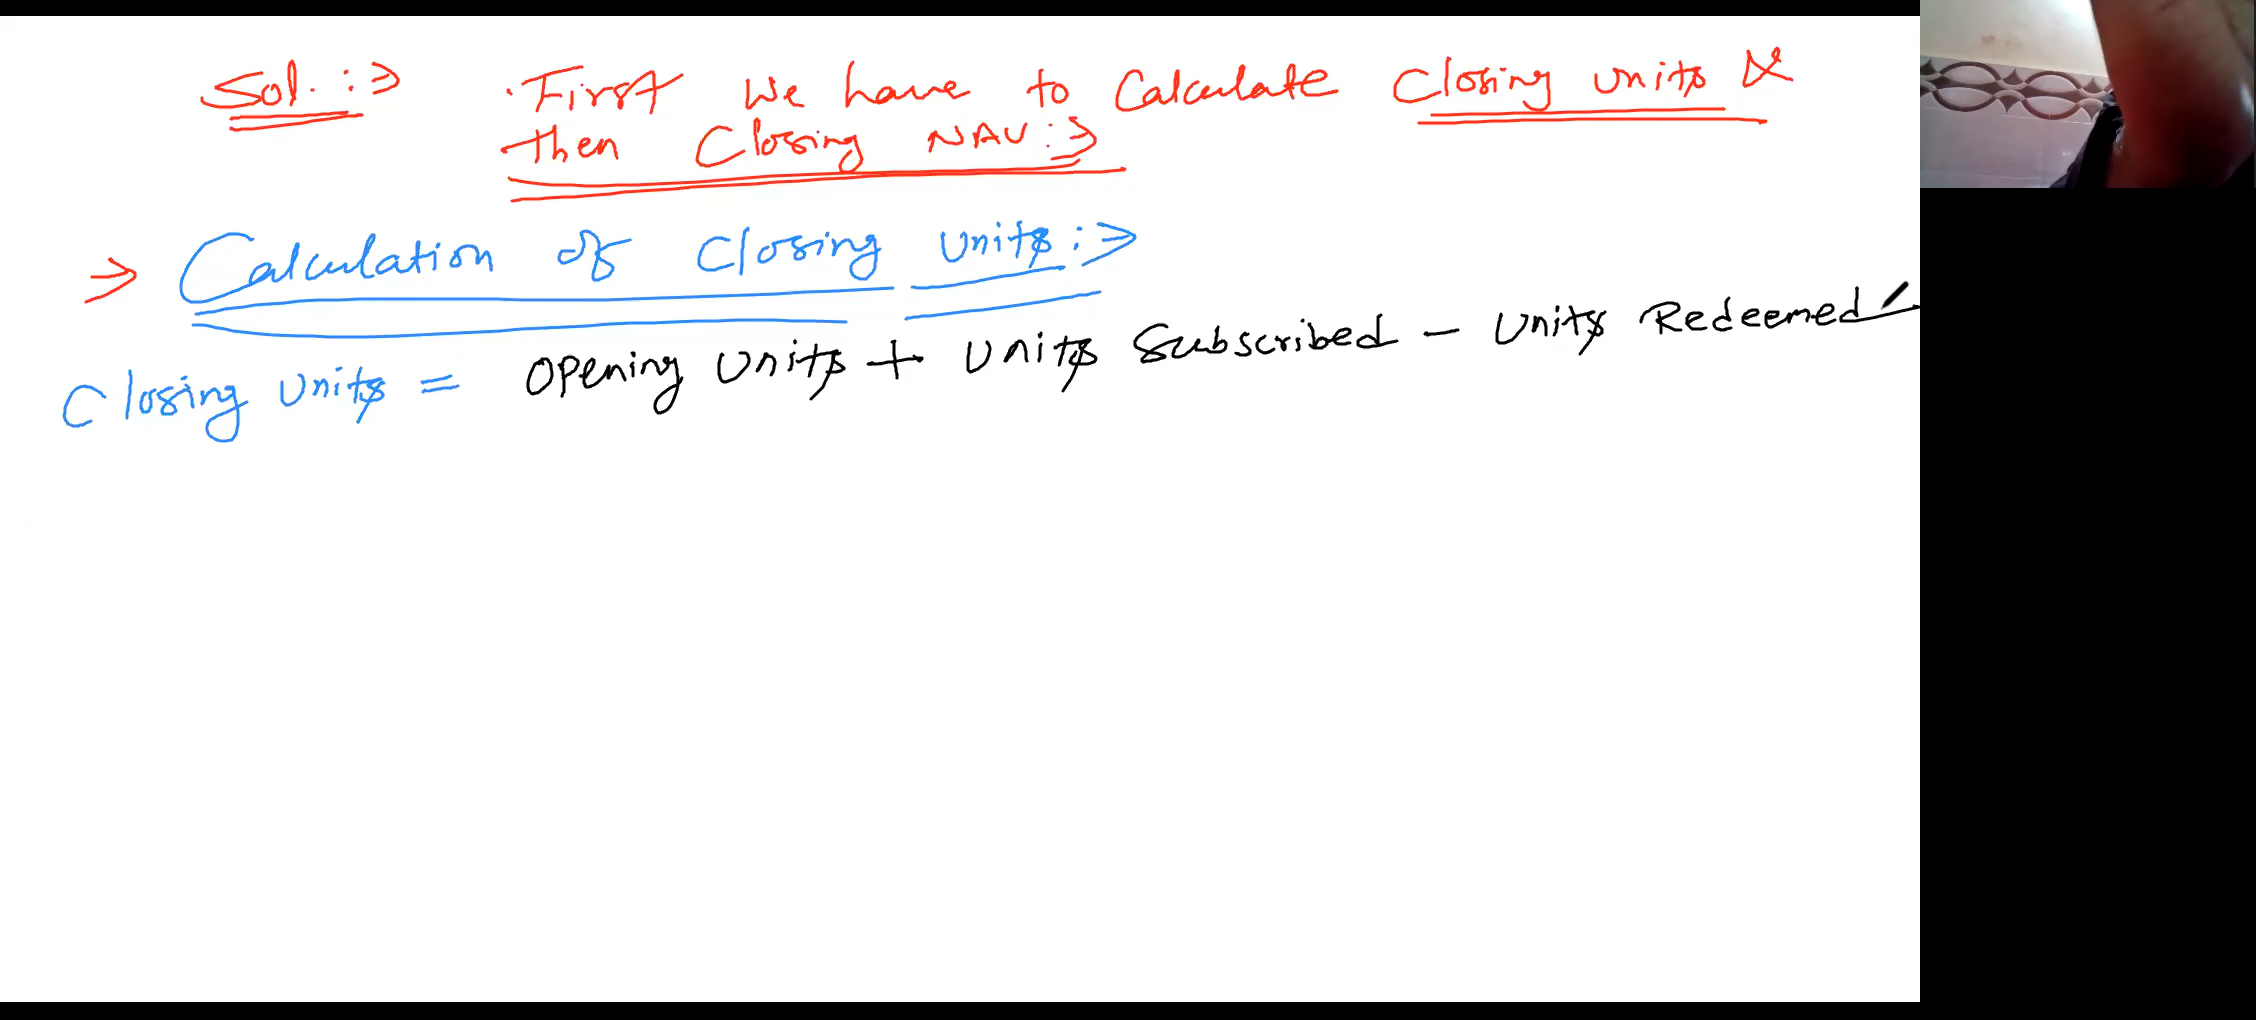 Sol. :⇒ . First we have to Calculate Closing units &
then Closing NAV :⇒
⇒ Calculation of Closing Units :⇒
Closing Units = Opening Units + Units Subscribed - Units Redeemed